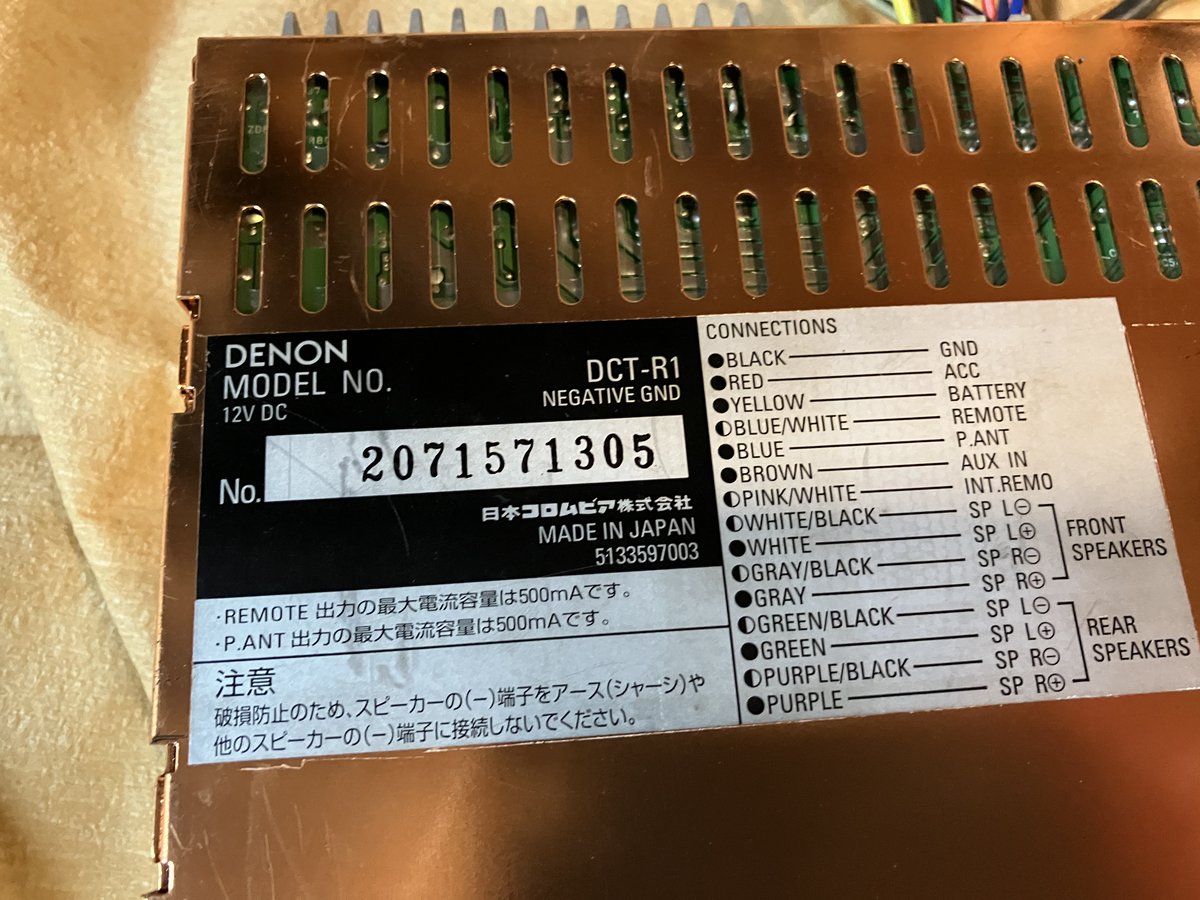 DENON
MODEL NO. DCT-R1
12V DC NEGATIVE GND
No. 2071571305
日本コロムビア株式会社
MADE IN JAPAN
5133597003
・REMOTE 出力の最大電流容量は500mAです。
・P.ANT 出力の最大電流容量は500mAです。
注意
破損防止のため、スピーカーの(−)端子をアース(シャーシ)や
他のスピーカーの(−)端子に接続しないでください。
CONNECTIONS
●BLACK GND
●RED ACC
●YELLOW BATTERY
◐BLUE/WHITE REMOTE
●BLUE P.ANT
●BROWN AUX IN
◐PINK/WHITE INT.REMO
◐WHITE/BLACK SP L⊖
●WHITE SP L⊕
◐GRAY/BLACK SP R⊖
●GRAY SP R⊕
FRONT
SPEAKERS
◐GREEN/BLACK SP L⊖
●GREEN SP L⊕
◐PURPLE/BLACK SP R⊖
●PURPLE SP R⊕
REAR
SPEAKERS